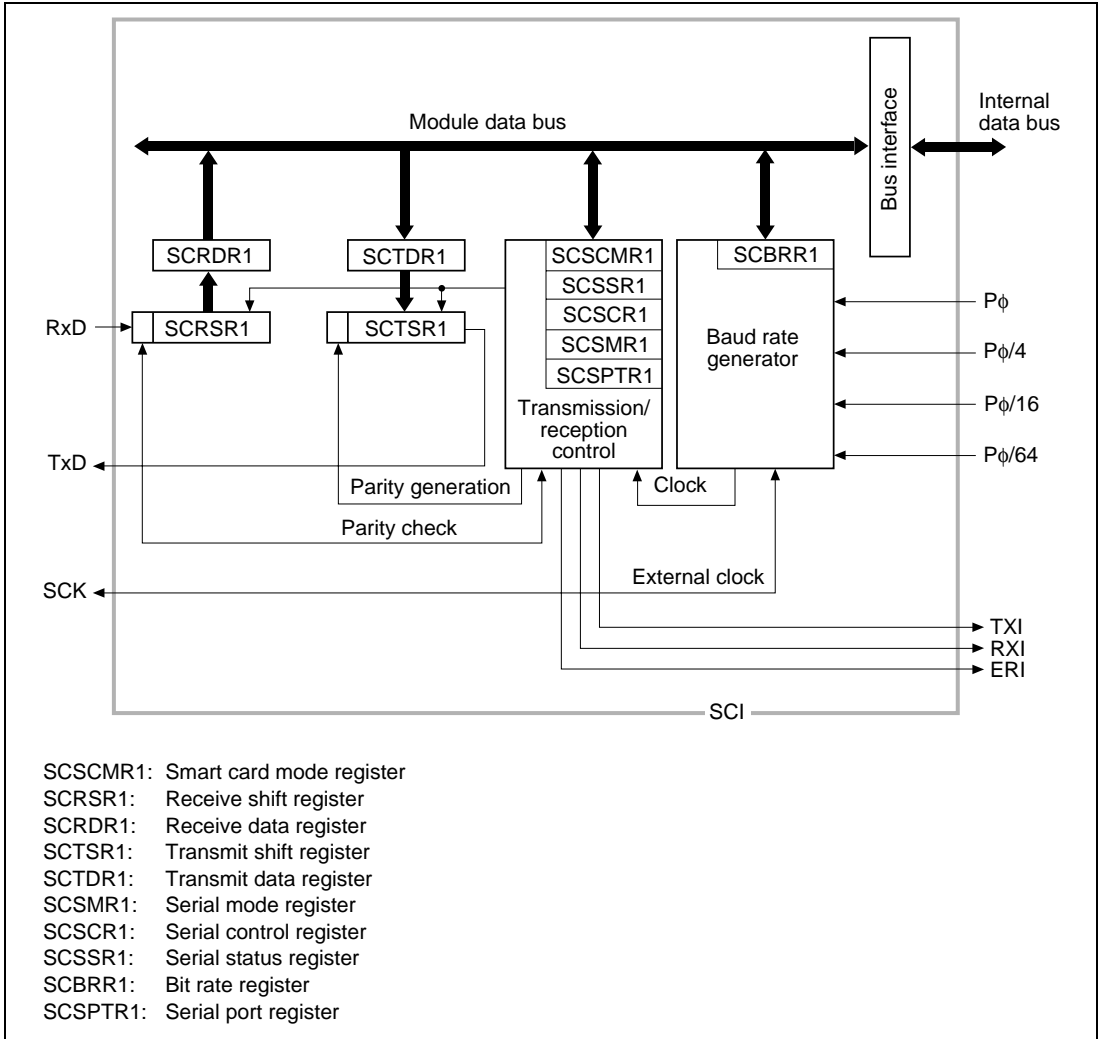 Module data bus
Bus interface
Internal
data bus
SCRDR1
SCTDR1
SCSCMR1
SCSSR1
SCSCR1
SCSMR1
SCSPTR1
Transmission/
reception
control
SCBRR1
Baud rate
generator
RxD
SCRSR1
SCTSR1
Pϕ
Pϕ/4
Pϕ/16
Pϕ/64
TxD
Parity generation
Clock
Parity check
SCK
External clock
TXI
RXI
ERI
SCI
SCSCMR1: Smart card mode register
SCRSR1: Receive shift register
SCRDR1: Receive data register
SCTSR1: Transmit shift register
SCTDR1: Transmit data register
SCSMR1: Serial mode register
SCSCR1: Serial control register
SCSSR1: Serial status register
SCBRR1: Bit rate register
SCSPTR1: Serial port register